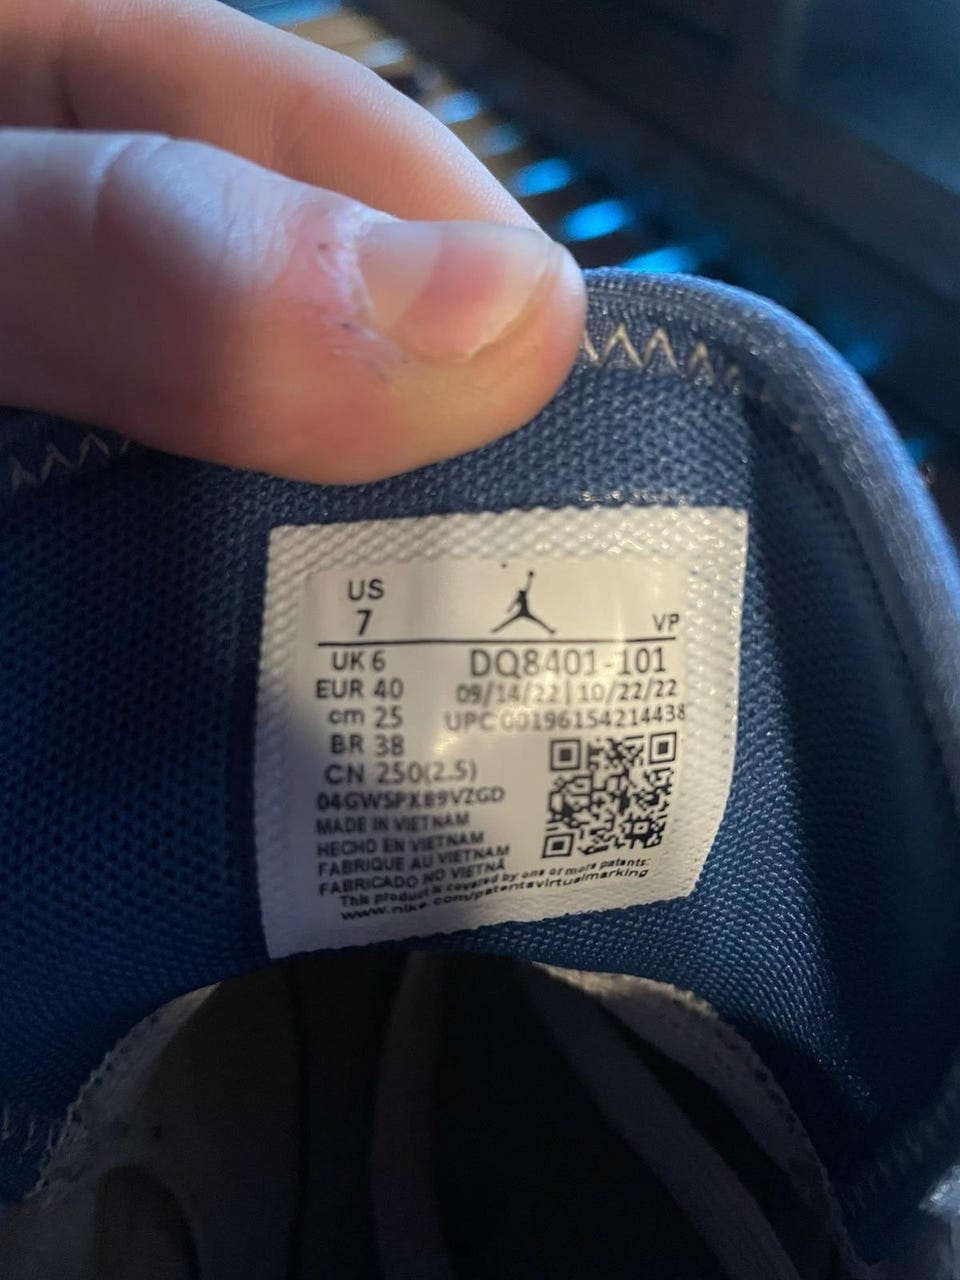 US
7
VP
UK 6
DQ8401-101
EUR 40
09/14/22 | 10/22/22
cm 25
UPC 00196154214438
BR 38
CN 250(2.5)
04GWSPX89VZGD
MADE IN VIETNAM
HECHO EN VIETNAM
FABRIQUE AU VIETNAM
FABRICADO NO VIETNÃ
This product is covered by one of more patents:
www.nike.com/patentsvirtualmarking